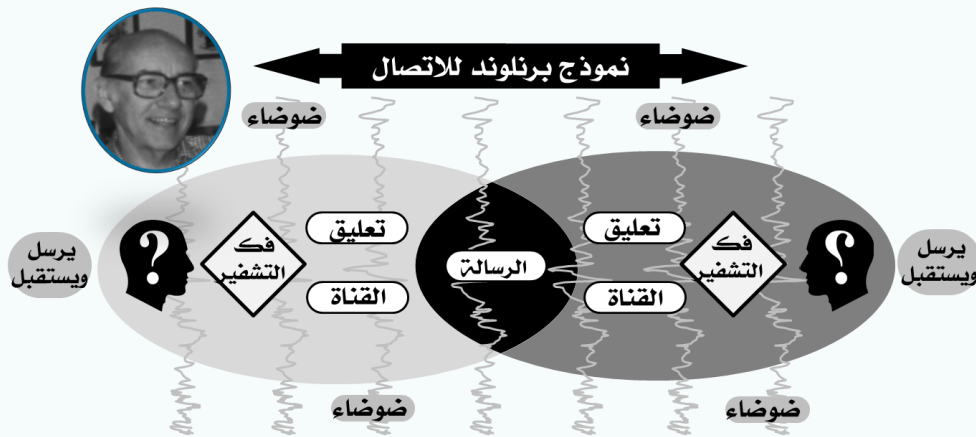 نموذج برنلوند للاتصال
ضوضاء
ضوضاء
يرسل
ويستقبل
فك
التشفير
تعليق
القناة
الرسالة
تعليق
القناة
فك
التشفير
يرسل
ويستقبل
ضوضاء
ضوضاء